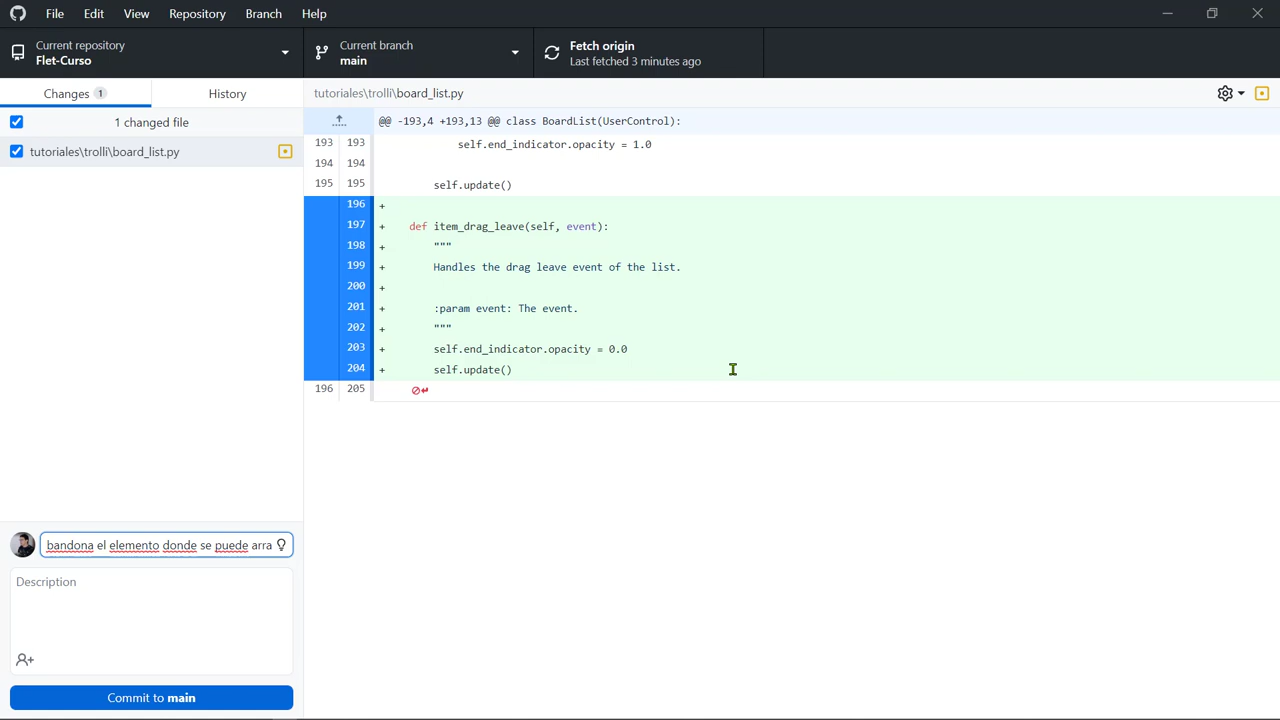 File Edit View Repository Branch Help
Current repository
Flet-Curso
Current branch
main
Fetch origin
Last fetched 3 minutes ago
Changes 1
History
tutoriales\trolli\board_list.py
1 changed file
tutoriales\trolli\board_list.py
@@ -193,4 +193,13 @@ class BoardList(UserControl):
193 193 self.end_indicator.opacity = 1.0
194 194
195 195 self.update()
196 +
197 + def item_drag_leave(self, event):
198 + """
199 + Handles the drag leave event of the list.
200 +
201 + :param event: The event.
202 + """
203 + self.end_indicator.opacity = 0.0
204 + self.update()
196 205
bandona el elemento donde se puede arra
Description
Commit to main